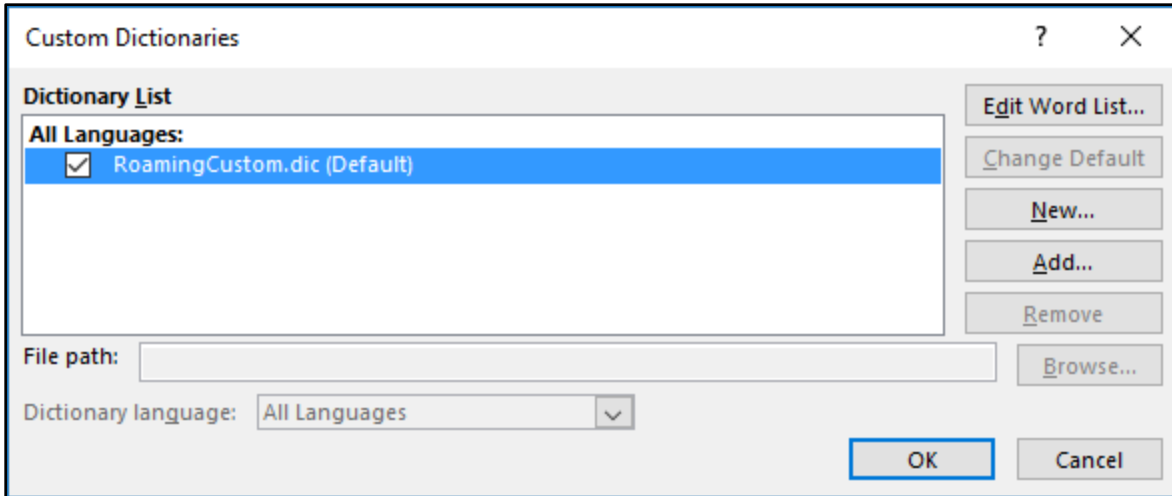 Custom Dictionaries
?
Dictionary List
All Languages:
RoamingCustom.dic (Default)
Edit Word List...
Change Default
New...
Add...
Remove
File path:
Browse...
Dictionary language: All Languages
OK
Cancel